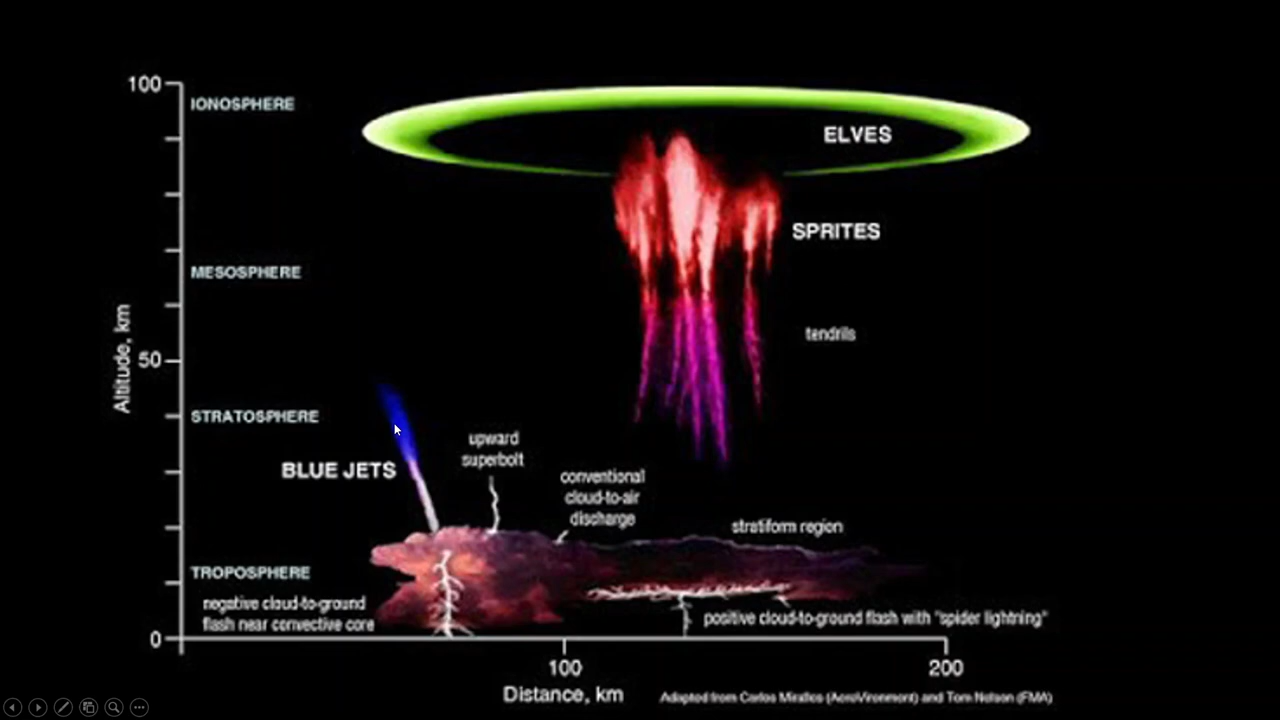 100
IONOSPHERE
ELVES
SPRITES
MESOSPHERE
tendrils
Altitude, km
50
STRATOSPHERE
upward
superbolt
BLUE JETS
conventional
cloud-to-air
discharge
stratiform region
TROPOSPHERE
negative cloud-to-ground
flash near convective core
positive cloud-to-ground flash with "spider lightning"
0
100
200
Distance, km
Adapted from Carlos Miralles (AeroVironment) and Tom Nelson (FMA)